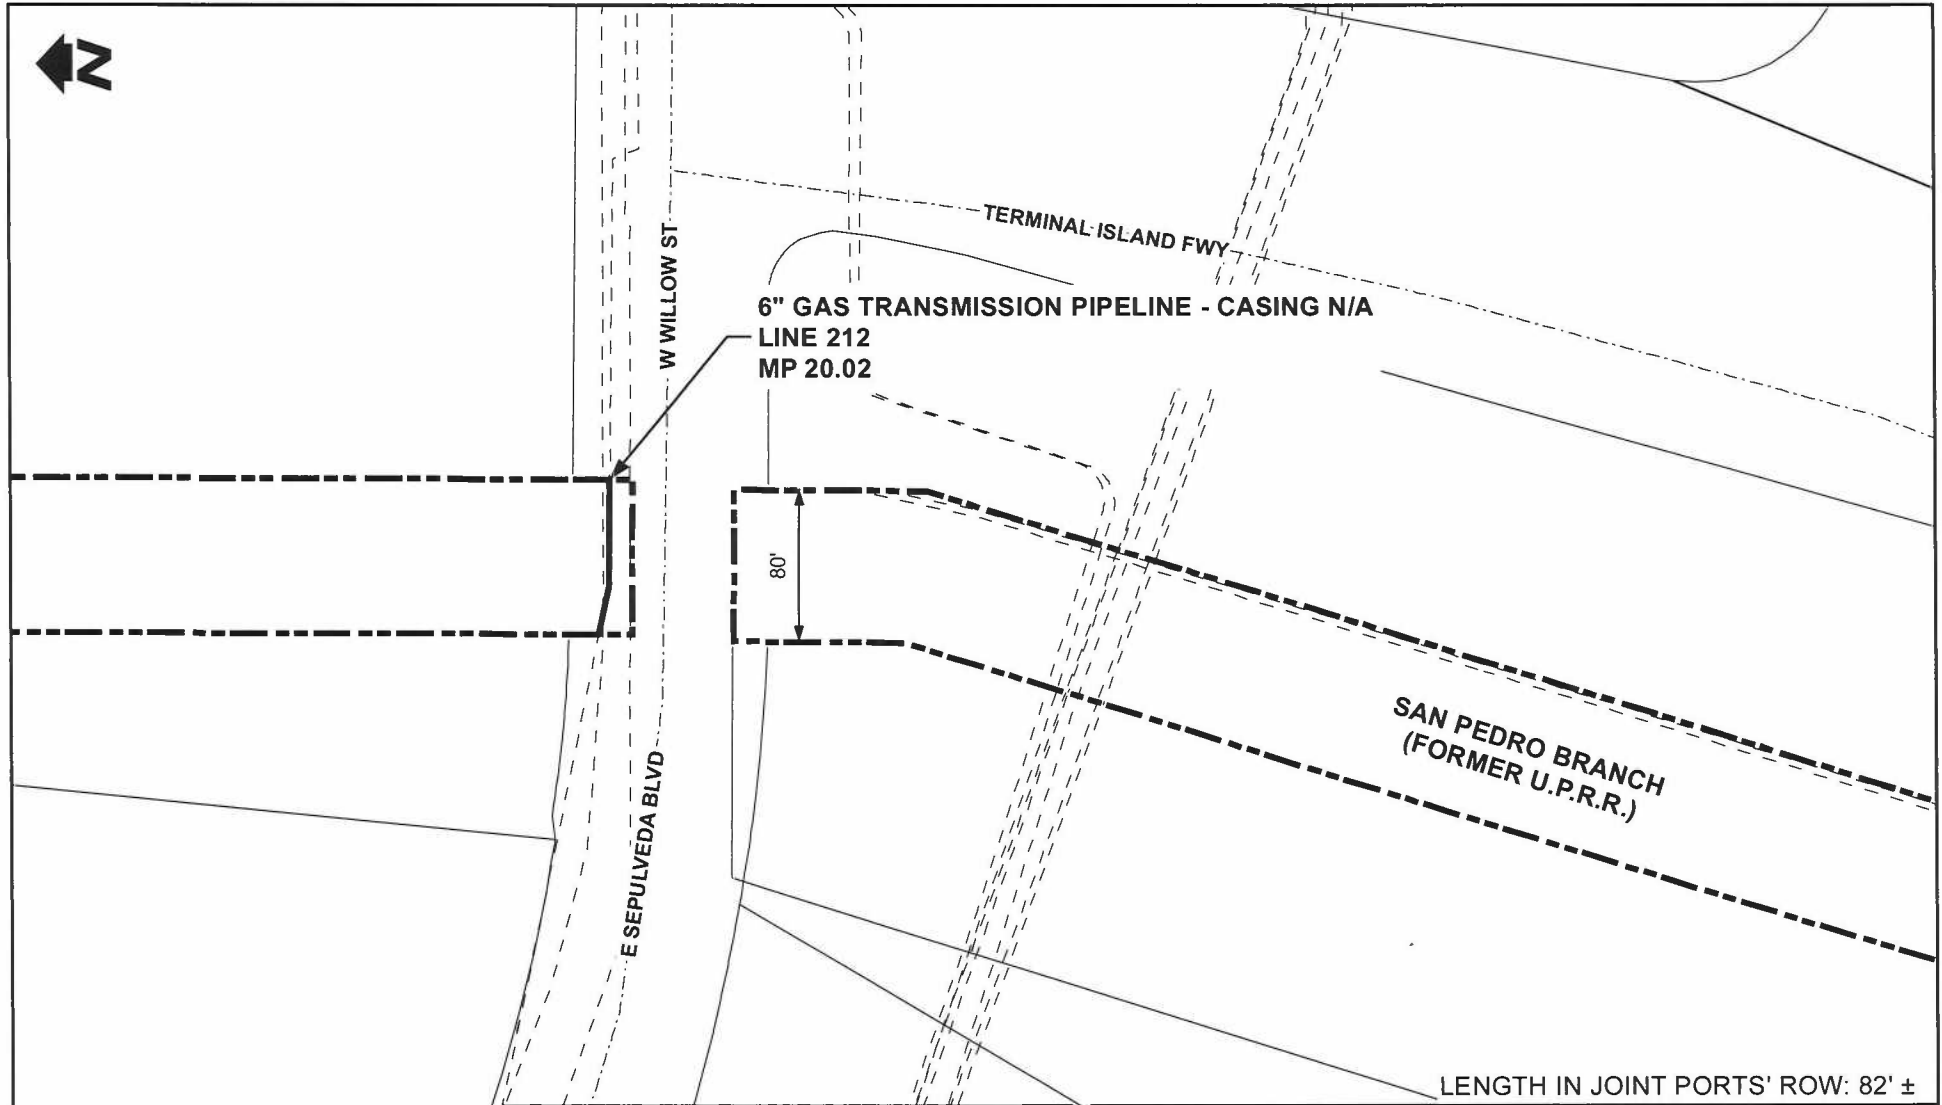 N
TERMINAL ISLAND FWY
W WILLOW ST
6" GAS TRANSMISSION PIPELINE - CASING N/A
LINE 212
MP 20.02
80'
SAN PEDRO BRANCH
(FORMER U.P.R.R.)
E SEPULVEDA BLVD
LENGTH IN JOINT PORTS' ROW: 82' ±